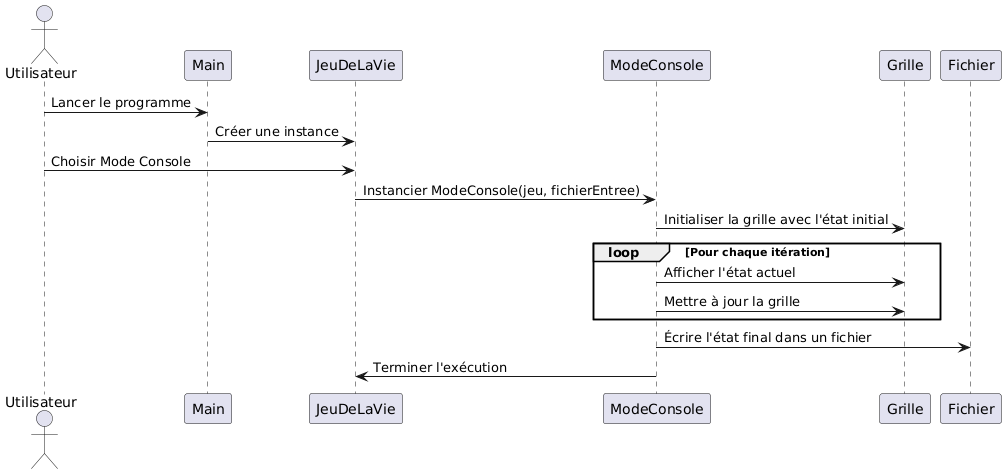 Utilisateur
Main
JeuDeLaVie
ModeConsole
Grille
Fichier
Lancer le programme
Créer une instance
Choisir Mode Console
Instancier ModeConsole(jeu, fichierEntree)
Initialiser la grille avec l'état initial
loop [Pour chaque itération]
Afficher l'état actuel
Mettre à jour la grille
Écrire l'état final dans un fichier
Terminer l'exécution
Utilisateur
Main
JeuDeLaVie
ModeConsole
Grille
Fichier